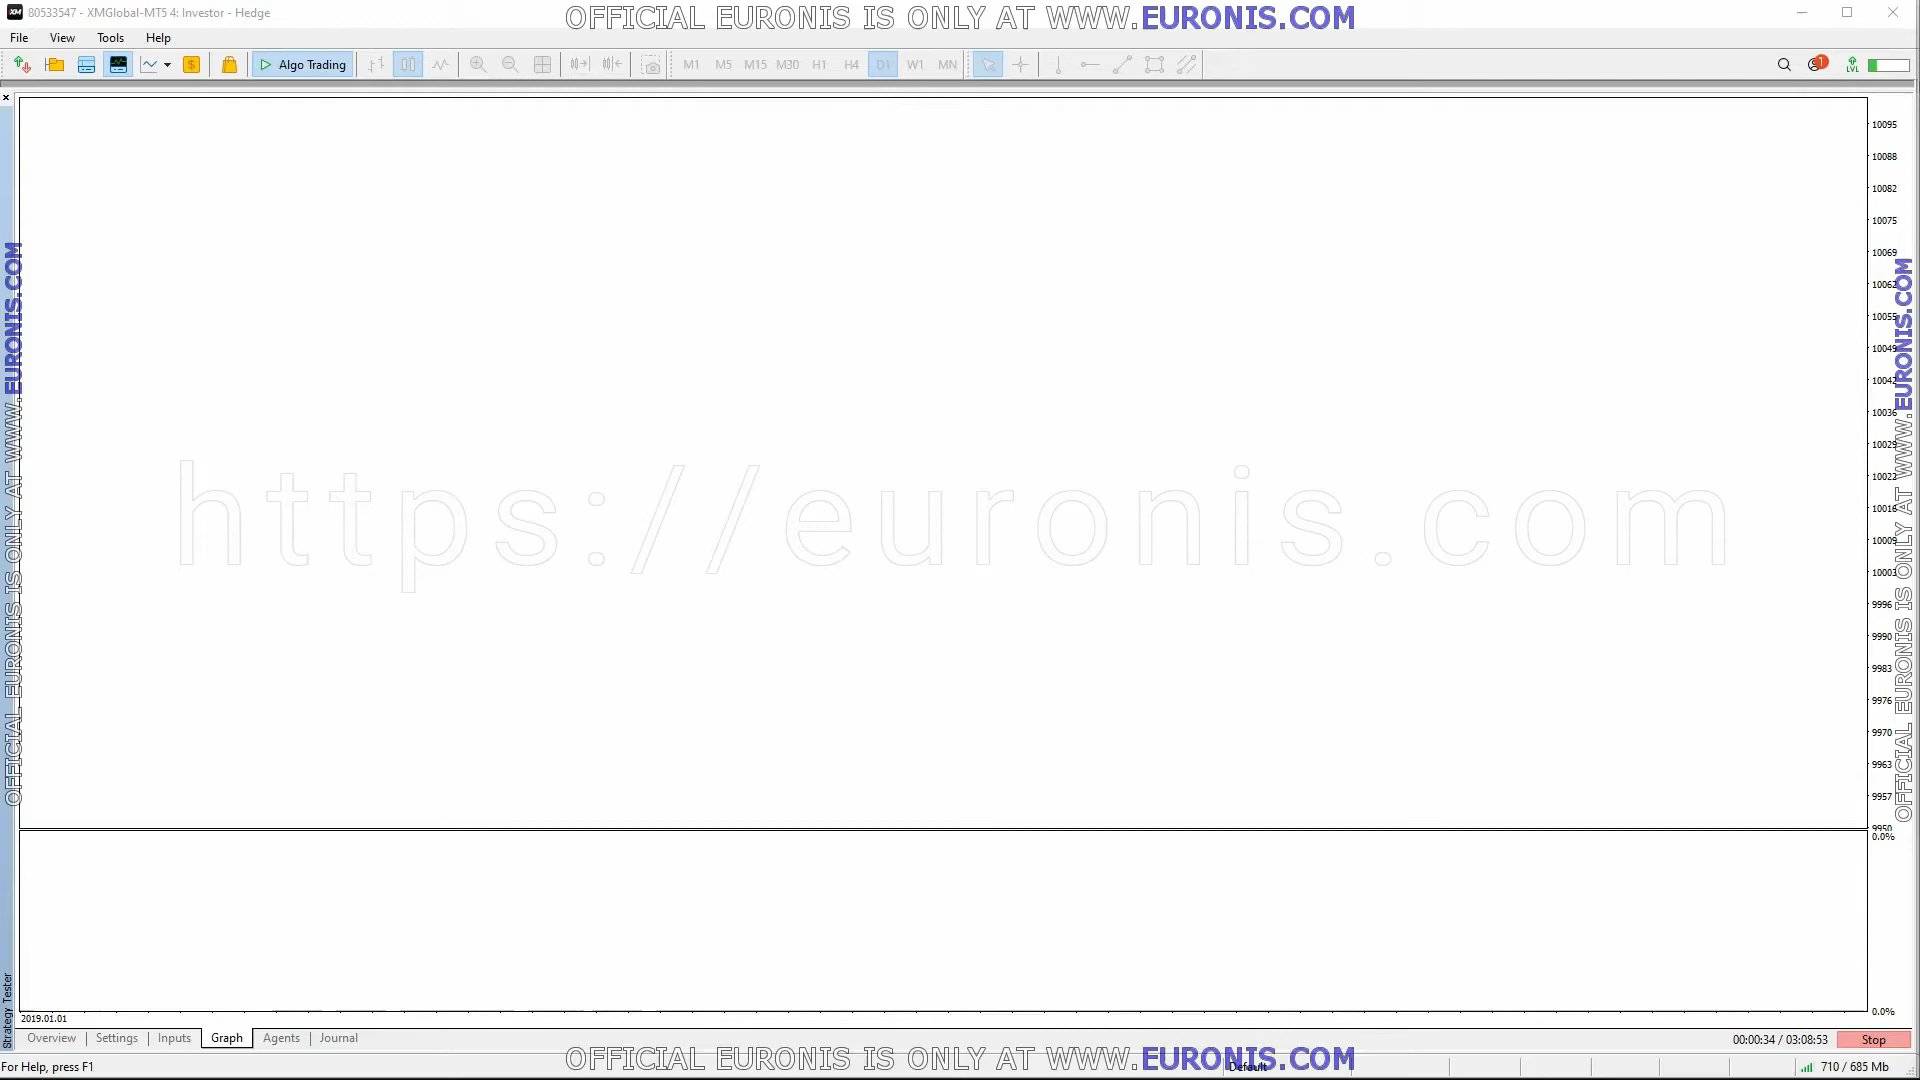 80533547 - XMGlobal-MT5 4: Investor - Hedge
OFFICIAL EURONIS IS ONLY AT WWW.EURONIS.COM
File View Tools Help
Algo Trading
M1 M5 M15 M30 H1 H4 D1 W1 MN
1
LVL
10095
10088
10082
10075
10069
10062
10055
10049
10042
10036
10029
10022
10016
10009
10003
9996
9990
9983
9976
9970
9963
9957
9950
0.0%
0.0%
OFFICIAL EURONIS IS ONLY AT WWW.EURONIS.COM
OFFICIAL EURONIS IS ONLY AT WWW.EURONIS.COM
https://euronis.com
Strategy Tester
2019.01.01
Overview Settings Inputs Graph Agents Journal
00:00:34 / 03:08:53 Stop
For Help, press F1
OFFICIAL EURONIS IS ONLY AT WWW.EURONIS.COM
Default
710 / 685 Mb